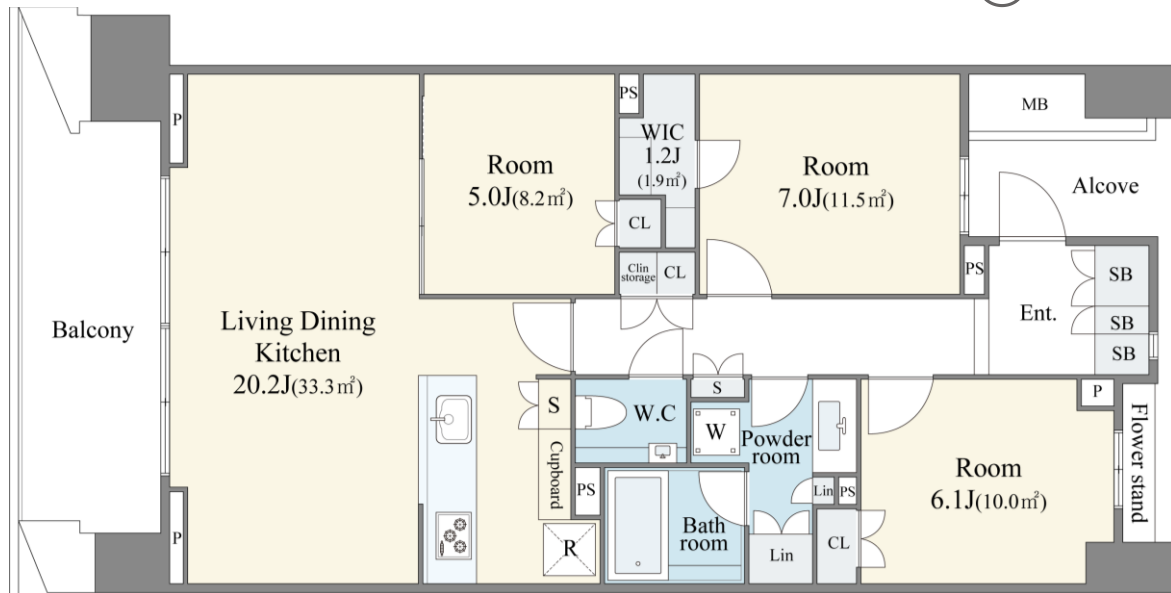 P
PS
WIC
1.2J
(1.9㎡)
MB
Room
5.0J(8.2㎡)
Room
7.0J(11.5㎡)
Alcove
CL
Clin
storage
CL
PS
SB
SB
SB
Ent.
Balcony
Living Dining
Kitchen
20.2J(33.3㎡)
S
Cupboard
W.C
S
W
Powder
room
P
Flower stand
Room
6.1J(10.0㎡)
PS
Lin
PS
P
R
Bath
room
Lin
CL